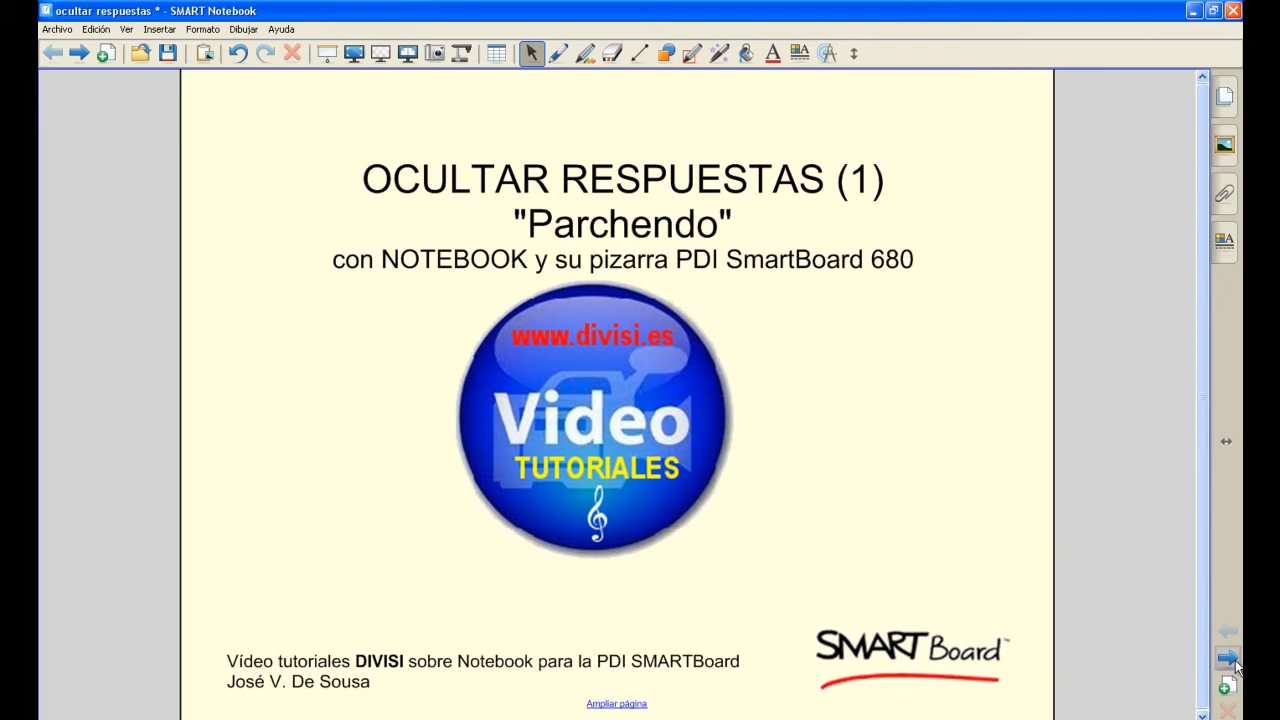 ocultar respuestas * - SMART Notebook
Archivo Edición Ver Insertar Formato Dibujar Ayuda
OCULTAR RESPUESTAS (1)
"Parchendo"
con NOTEBOOK y su pizarra PDI SmartBoard 680
www.divisi.es
Video
TUTORIALES
Vídeo tutoriales DIVISI sobre Notebook para la PDI SMARTBoard
José V. De Sousa
SMART Board™
Ampliar página